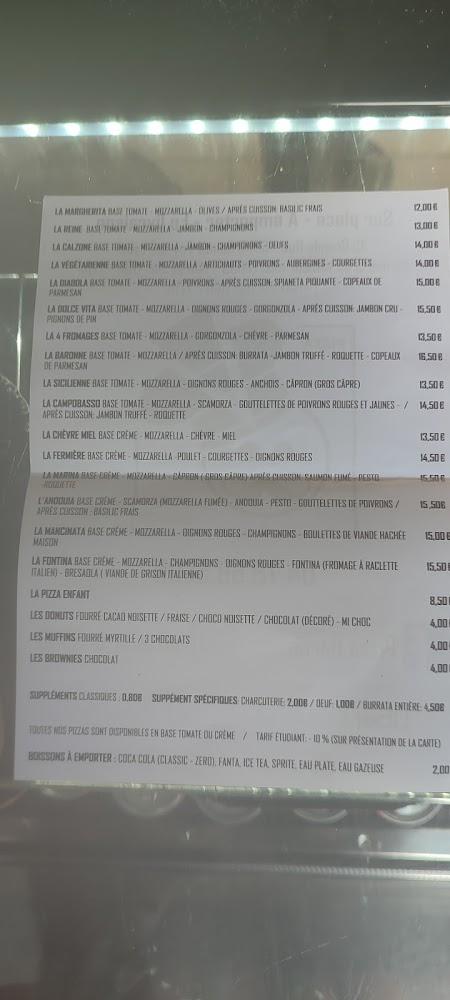 LA MARGHERITA BASE TOMATE - MOZZARELLA - OLIVES / APRÈS CUISSON: BASILIC FRAIS 12,00 €
LA REINE BASE TOMATE - MOZZARELLA - JAMBON - CHAMPIGNONS 13,00 €
LA CALZONE BASE TOMATE - MOZZARELLA - JAMBON - CHAMPIGNONS - OEUFS 14,00 €
LA VÉGÉTARIENNE BASE TOMATE - MOZZARELLA - ARTICHAUTS - POIVRONS - AUBERGINES - COURGETTES 14,00 €
LA DIABOLA BASE TOMATE - MOZZARELLA - POIVRONS - APRÈS CUISSON: SPIANETA PIQUANTE - COPEAUX DE 15,00 €
PARMESAN
LA DOLCE VITA BASE TOMATE - MOZZARELLA - OIGNONS ROUGES - GORGONZOLA - APRÈS CUISSON: JAMBON CRU - 15,50 €
PIGNONS DE PIN
LA 4 FROMAGES BASE TOMATE - MOZZARELLA - GORGONZOLA - CHÈVRE - PARMESAN 13,50 €
LA BARONNE BASE TOMATE - MOZZARELLA / APRÈS CUISSON: BURRATA - JAMBON TRUFFÉ - ROQUETTE - COPEAUX 16,50 €
DE PARMESAN
LA SICILIENNE BASE TOMATE - MOZZARELLA - OIGNONS ROUGES - ANCHOIS - CÂPRON (GROS CÂPRE) 13,50 €
LA CAMPOBASSO BASE TOMATE - MOZZARELLA - SCAMORZA - GOUTTELETTES DE POIVRONS ROUGES ET JAUNES - / 14,50 €
APRÈS CUISSON: JAMBON TRUFFÉ - ROQUETTE
LA CHÈVRE MIEL BASE CRÈME - MOZZARELLA - CHÈVRE - MIEL 13,50 €
LA FERMIÈRE BASE CRÈME - MOZZARELLA -POULET - COURGETTES - OIGNONS ROUGES 14,50 €
LA MARINA BASE CRÈME - MOZZARELLA - CÂPRON ( GROS CÂPRE) APRÈS CUISSON: SAUMON FUMÉ - PESTO 15,50 €
-ROQUETTE
L'ANDOUIA BASE CRÈME - SCAMORZA (MOZZARELLA FUMÉE) - ANDOUIA - PESTO - GOUTTELETTES DE POIVRONS / 15,50€
APRÈS CUISSON : BASILIC FRAIS
LA MANCINATA BASE CRÈME - MOZZARELLA - OIGNONS ROUGES - CHAMPIGNONS - BOULETTES DE VIANDE HACHÉE 15,00 €
MAISON
LA FONTINA BASE CRÈME - MOZZARELLA - CHAMPIGNONS - OIGNONS ROUGES - FONTINA (FROMAGE À RACLETTE 15,50
ITALIEN) - BRESAOLA ( VIANDE DE GRISON ITALIENNE)
LA PIZZA ENFANT 8,50
LES DONUTS FOURRÉ CACAO NOISETTE / FRAISE / CHOCO NOISETTE / CHOCOLAT (DÉCORÉ) - MI CHOC 4,00
LES MUFFINS FOURRÉ MYRTILLE / 3 CHOCOLATS 4,00
LES BROWNIES CHOCOLAT 4,00
SUPPLÉMENTS CLASSIQUES : 0,80€ SUPPÉMENT SPÉCIFIQUES: CHARCUTERIE: 2,00€ / OEUF: 1,00€ / BURRATA ENTIÈRE: 4,50€
TOUTES NOS PIZZAS SONT DISPONIBLES EN BASE TOMATE OU CRÈME / TARIF ÉTUDIANT: - 10 % (SUR PRÉSENTATION DE LA CARTE)
BOISSONS À EMPORTER : COCA COLA (CLASSIC - ZERO), FANTA, ICE TEA, SPRITE, EAU PLATE, EAU GAZEUSE 2,00